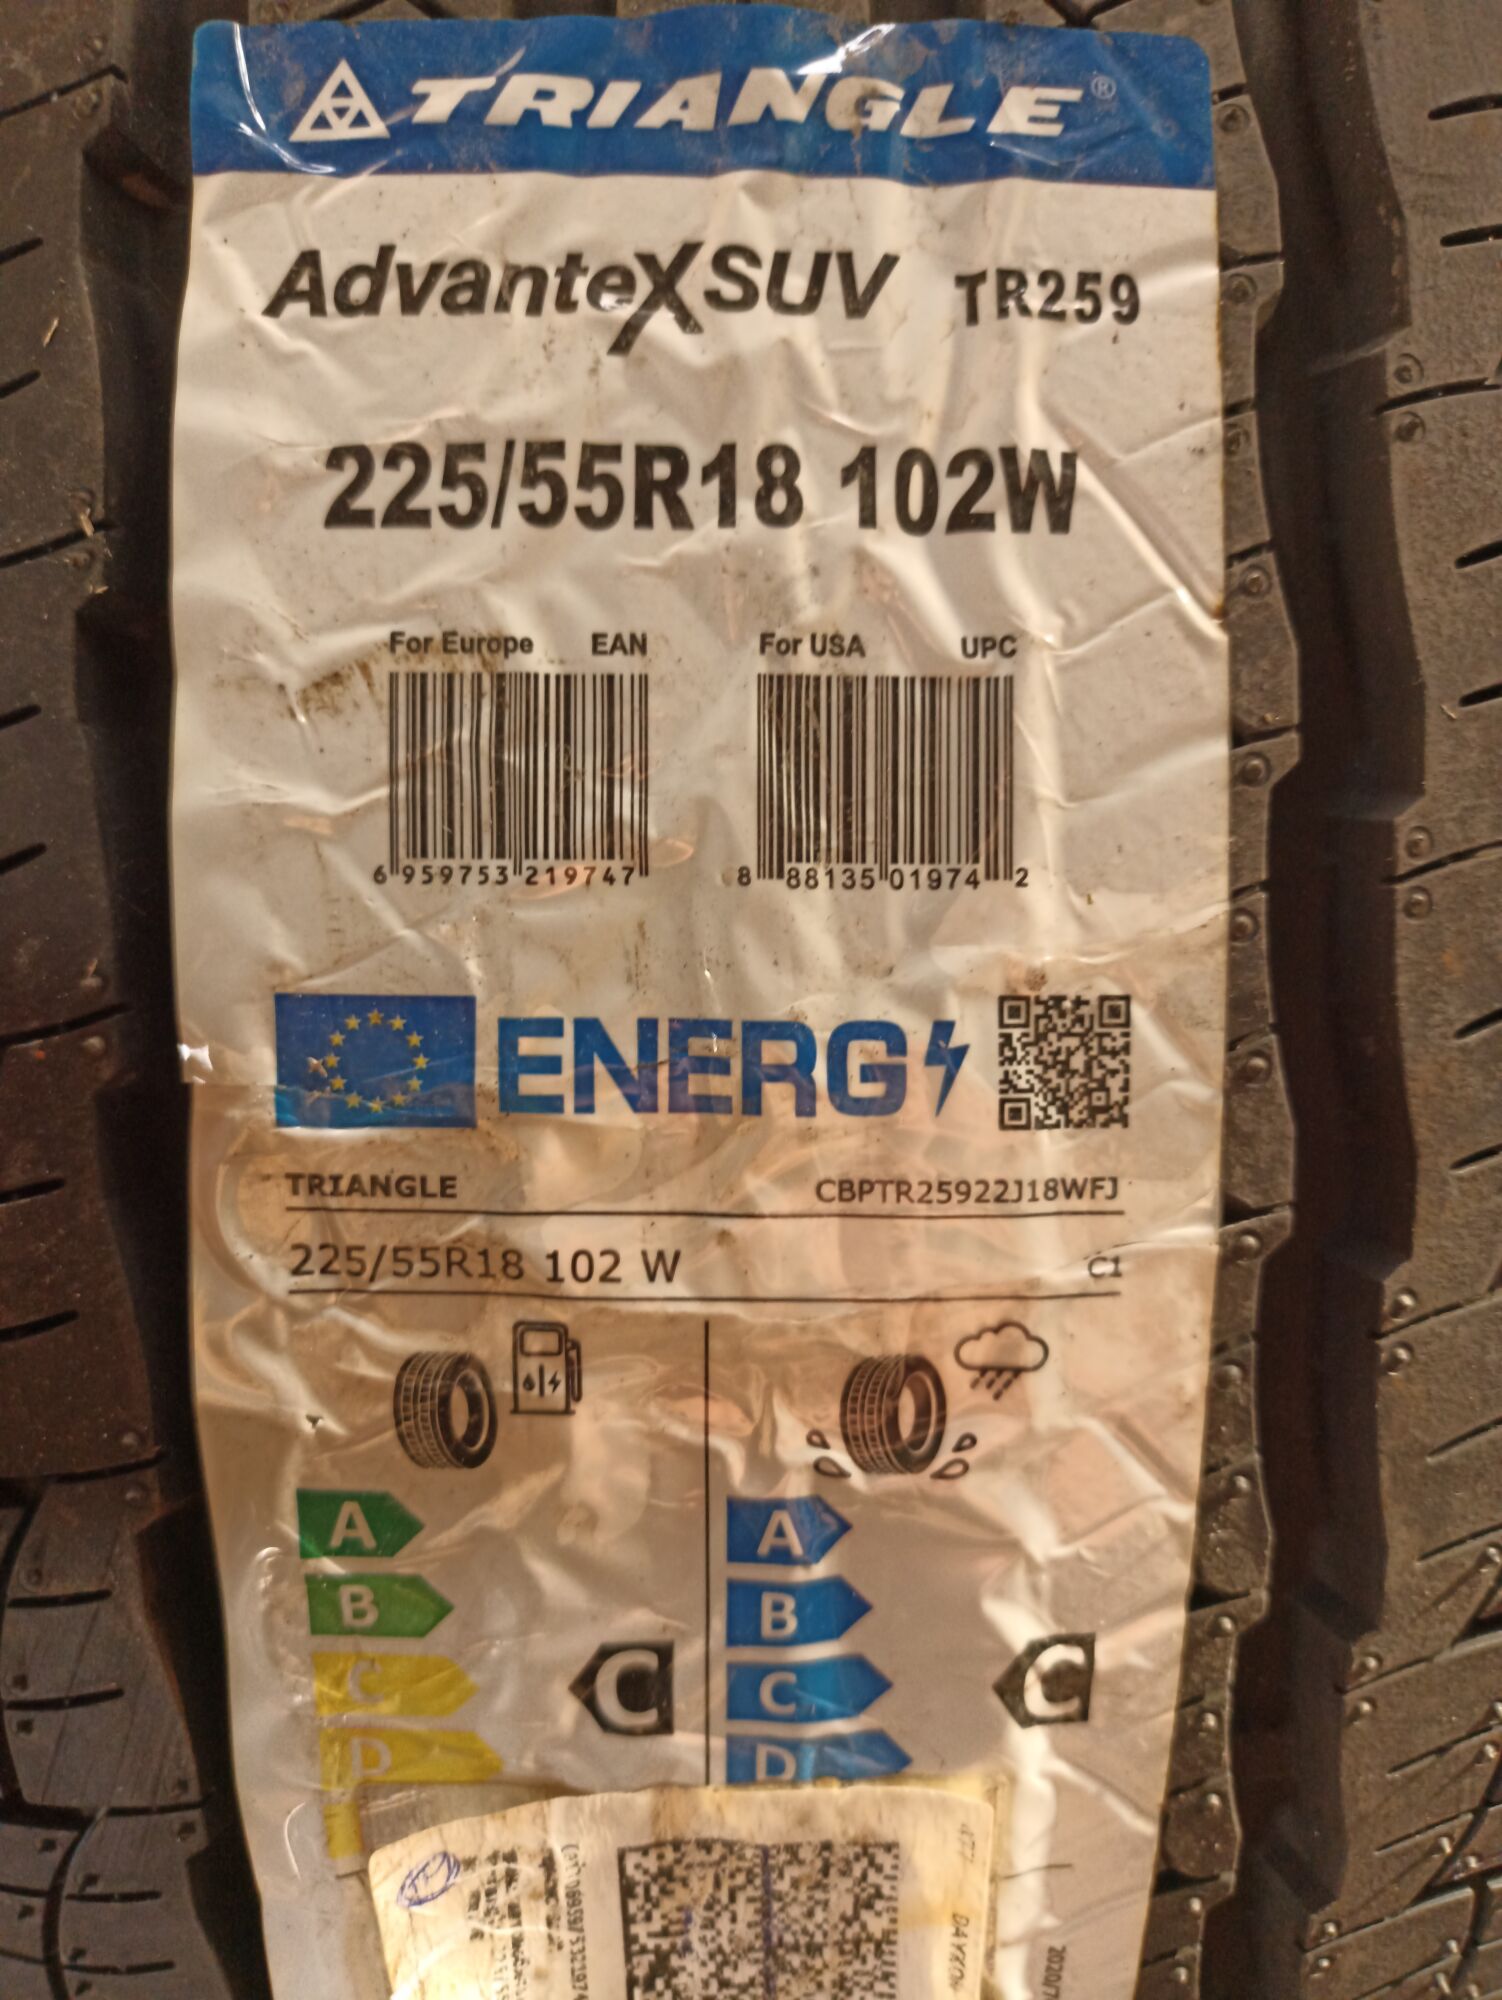 TRIANGLE®
AdvanteXSUV TR259
225/55R18 102W
For Europe EAN
For USA UPC
6 959753 219747
8 88135 01974 2
ENERG
TRIANGLE
CBPTR25922J18WFJ
225/55R18 102 W
C1
A
B
C
D
C
A
B
C
D
C